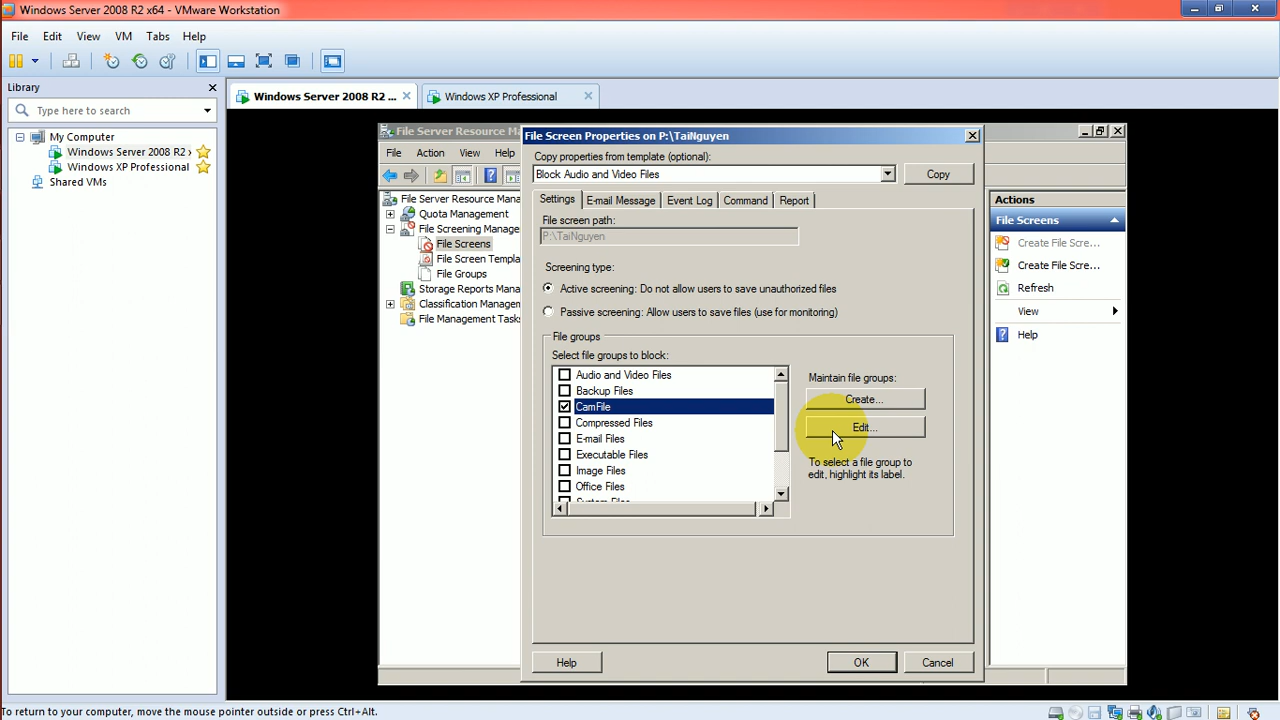 Windows Server 2008 R2 x64 - VMware Workstation
File Edit View VM Tabs Help
Library
Type here to search
My Computer
Windows Server 2008 R2 x
Windows XP Professional
Shared VMs
Windows Server 2008 R2 ...
Windows XP Professional
File Server Resource Ma
File Action View Help
File Server Resource Mana
Quota Management
File Screening Manage
File Screens
File Screen Templa
File Groups
Storage Reports Mana
Classification Managem
File Management Tasks
File Screen Properties on P:\TaiNguyen
Copy properties from template (optional):
Block Audio and Video Files
Copy
Settings E-mail Message Event Log Command Report
File screen path:
P:\TaiNguyen
Screening type:
Active screening: Do not allow users to save unauthorized files
Passive screening: Allow users to save files (use for monitoring)
File groups
Select file groups to block:
Audio and Video Files
Backup Files
CamFile
Compressed Files
E-mail Files
Executable Files
Image Files
Office Files
Maintain file groups:
Create...
Edit...
To select a file group to
edit, highlight its label.
Help OK Cancel
Actions
File Screens
Create File Scre...
Create File Scre...
Refresh
View
Help
To return to your computer, move the mouse pointer outside or press Ctrl+Alt.